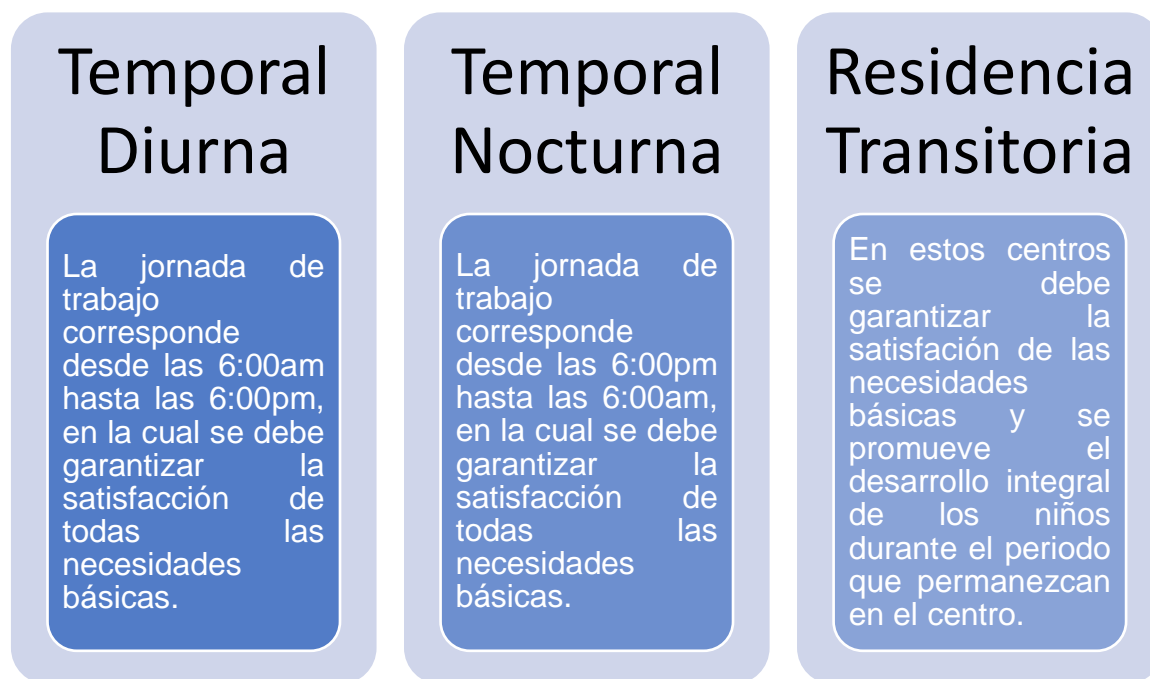 Temporal
Diurna
La jornada de
trabajo
corresponde
desde las 6:00am
hasta las 6:00pm,
en la cual se debe
garantizar la
satisfacción de
todas las
necesidades
básicas.
Temporal
Nocturna
La jornada de
trabajo
corresponde
desde las 6:00pm
hasta las 6:00am,
en la cual se debe
garantizar la
satisfacción de
todas las
necesidades
básicas.
Residencia
Transitoria
En estos centros
se debe
garantizar la
satisfación de las
necesidades
básicas y se
promueve el
desarrollo integral
de los niños
durante el periodo
que permanezcan
en el centro.